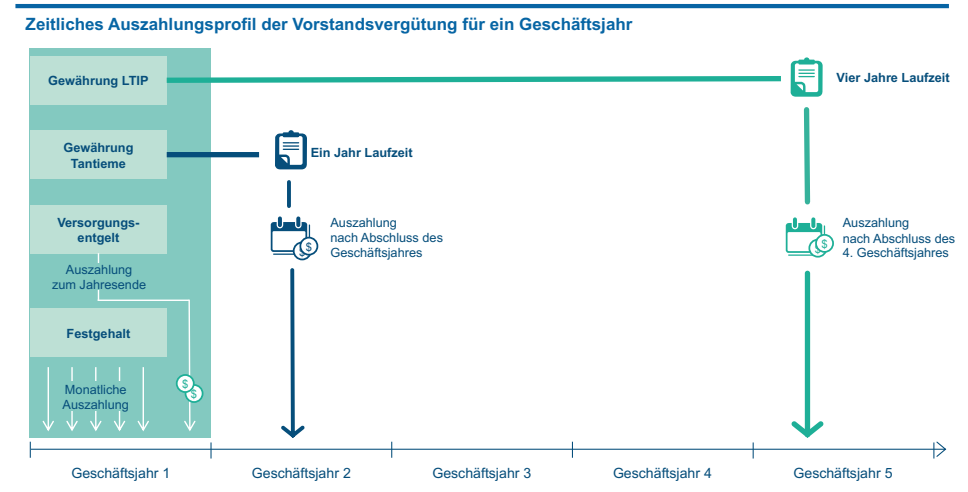 Zeitliches Auszahlungsprofil der Vorstandsvergütung für ein Geschäftsjahr
Gewährung LTIP
Vier Jahre Laufzeit
Gewährung
Tantieme
Ein Jahr Laufzeit
Versorgungs-
entgelt
Auszahlung
nach Abschluss des
Geschäftsjahres
Auszahlung
nach Abschluss des
4. Geschäftsjahres
Auszahlung
zum Jahresende
Festgehalt
Monatliche
Auszahlung
Geschäftsjahr 1
Geschäftsjahr 2
Geschäftsjahr 3
Geschäftsjahr 4
Geschäftsjahr 5